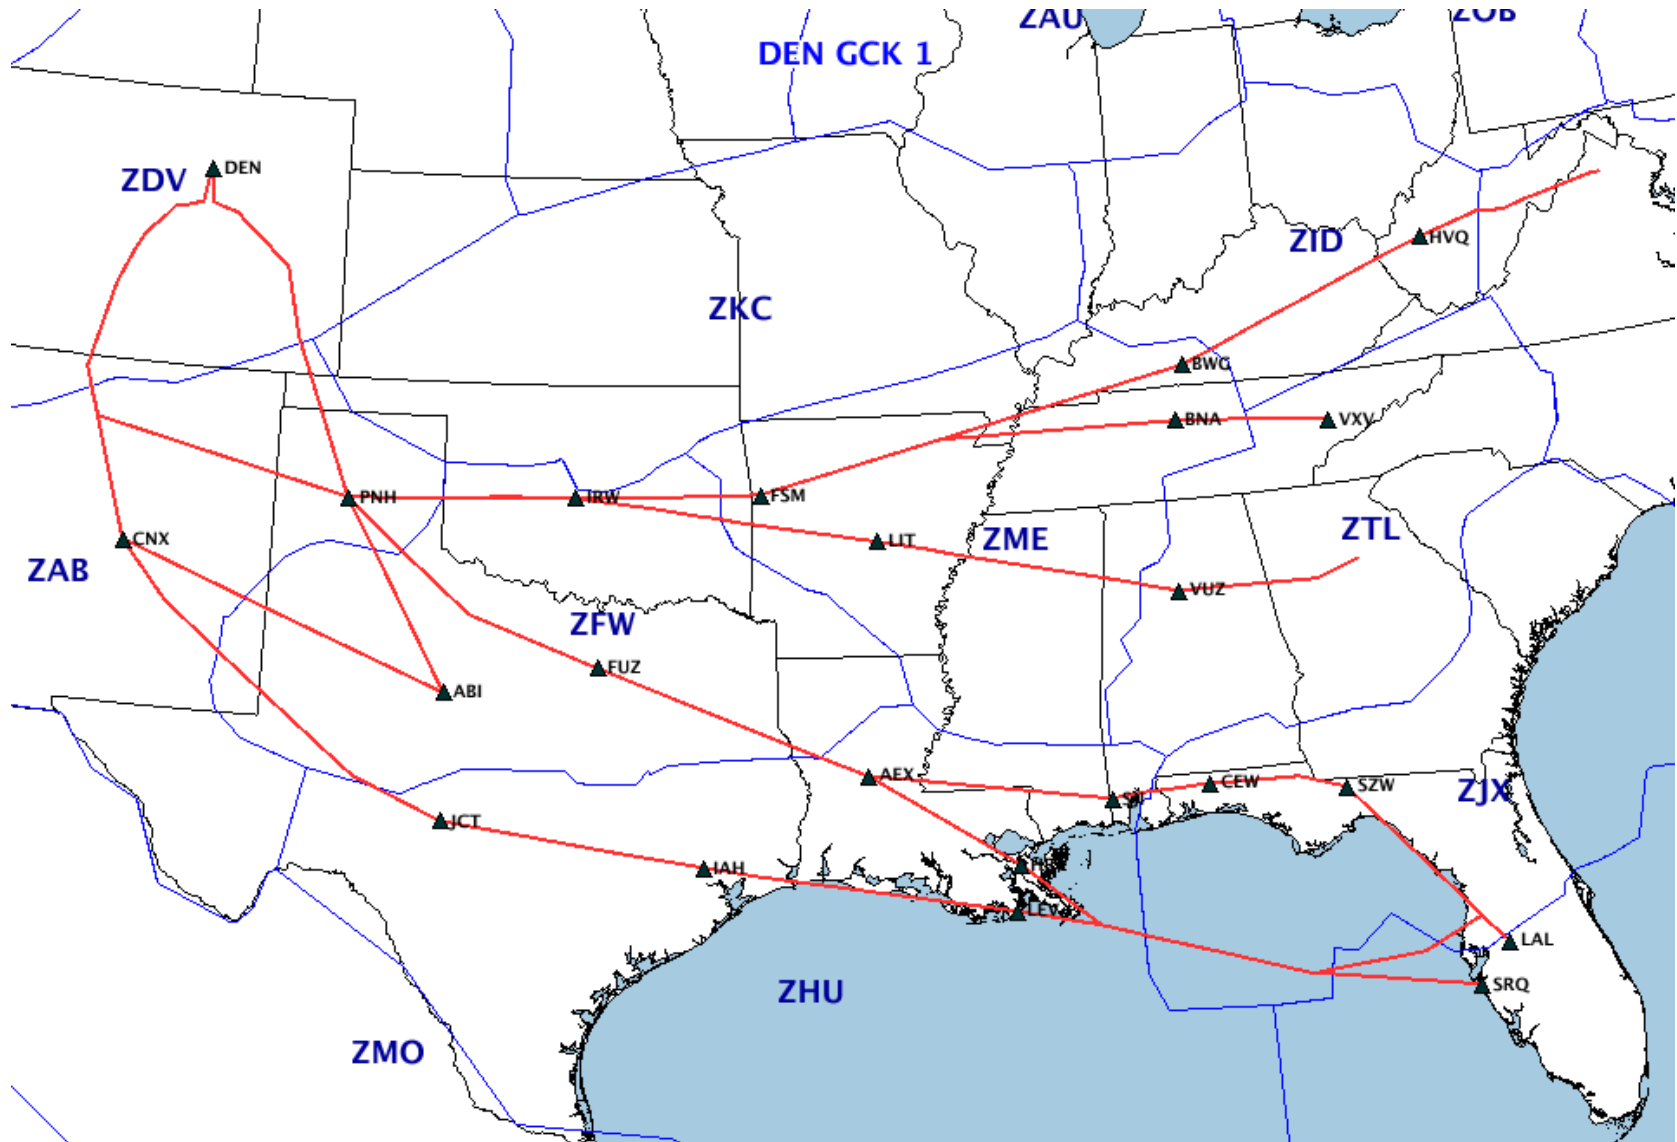 ZAU
ZOB
DEN GCK 1
DEN
ZDV
HVQ
ZID
ZKC
BWG
BNA
VXV
PNH
IRW
FSM
CNX
LIT
ZME
ZTL
ZAB
VUZ
ZFW
FUZ
ABI
AEX
CEW
SZW
ZJX
JCT
IAH
LEV
LAL
SRQ
ZHU
ZMO